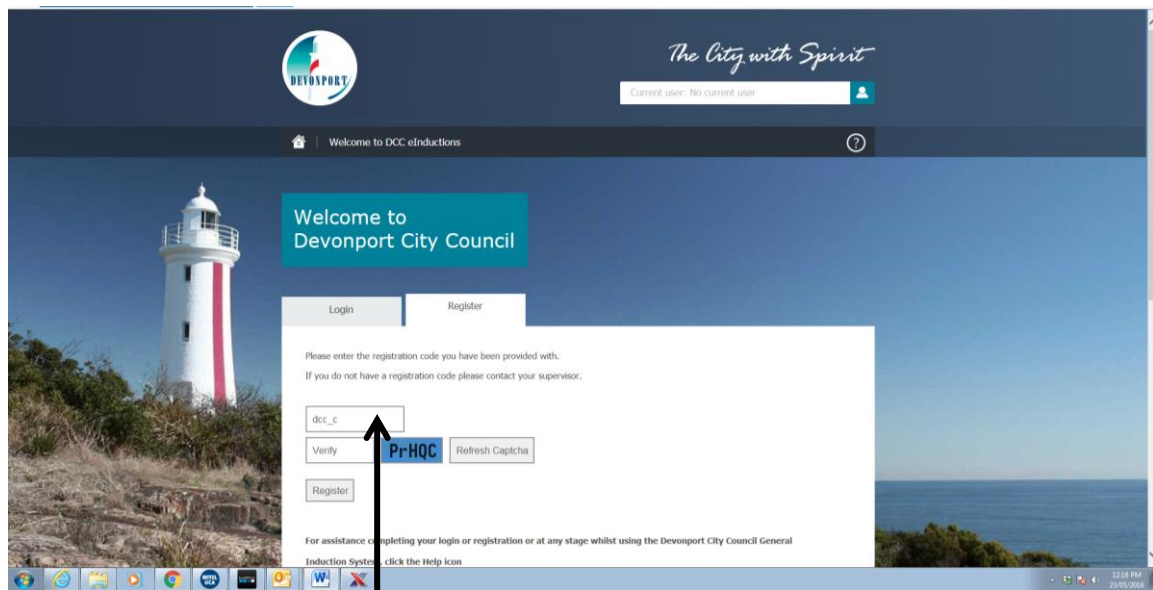 DEVONPORT
The City with Spirit
Current user: No current user
Welcome to DCC eInductions
?
Welcome to
Devonport City Council
Login
Register
Please enter the registration code you have been provided with.
If you do not have a registration code please contact your supervisor.
dcc_c
Verify
PrHQC
Refresh Captcha
Register
For assistance completing your login or registration or at any stage whilst using the Devonport City Council General
Induction System, click the Help icon
MITEL
UCA
12:18 PM
23/05/2016